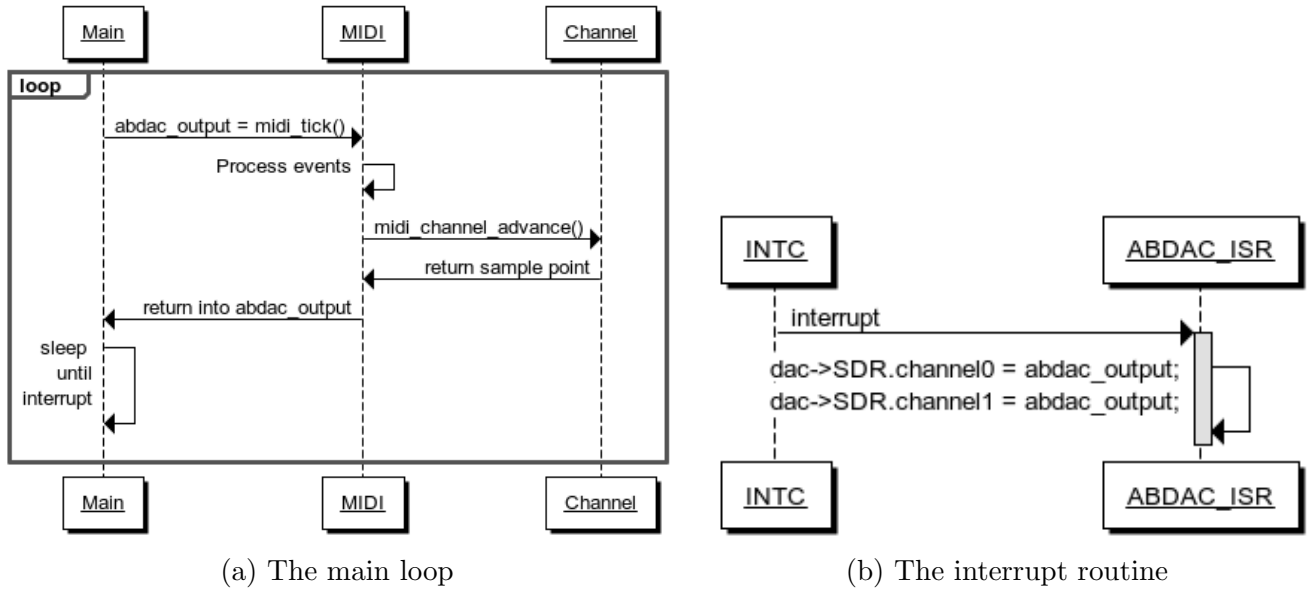 Main
MIDI
Channel
loop
abdac_output = midi_tick()
Process events
midi_channel_advance()
return sample point
return into abdac_output
sleep
until
interrupt
Main
MIDI
Channel
(a) The main loop
INTC
ABDAC_ISR
interrupt
dac->SDR.channel0 = abdac_output;
dac->SDR.channel1 = abdac_output;
INTC
ABDAC_ISR
(b) The interrupt routine